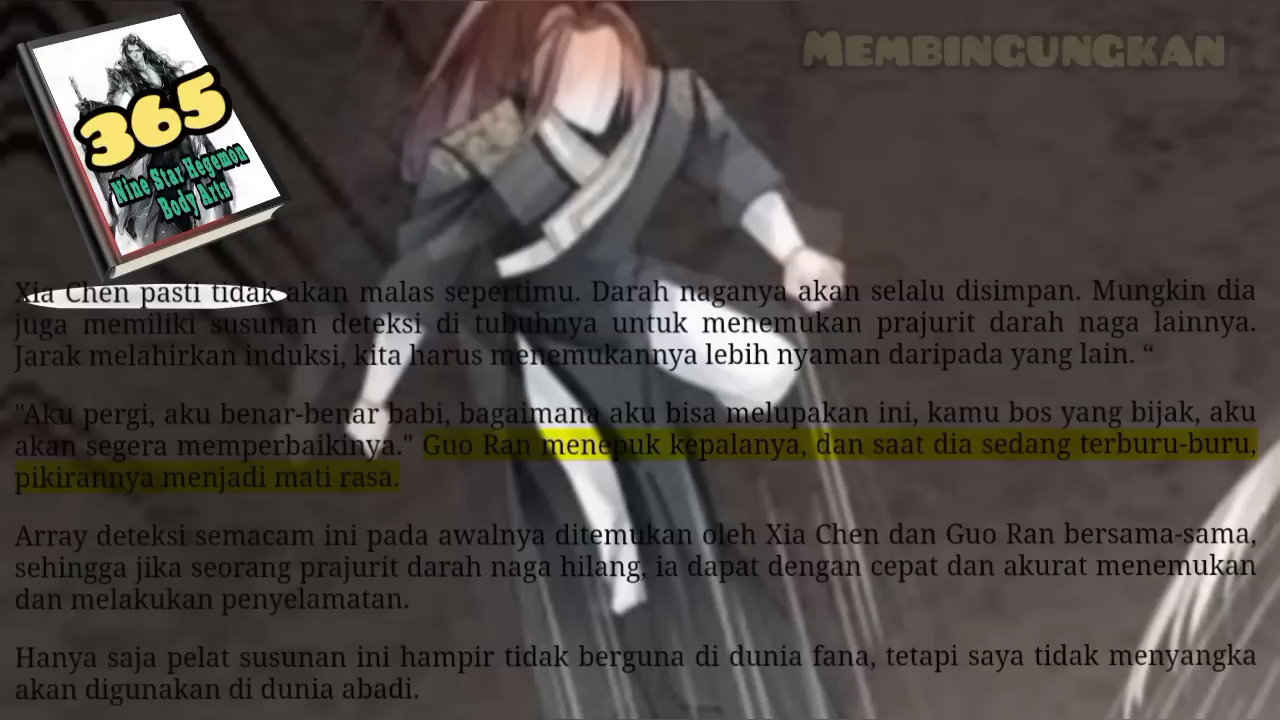 MEMBINGUNGKAN
365
Nine Star Hegemon
Body Arts
Xia Chen pasti tidak akan malas sepertimu. Darah naganya akan selalu disimpan. Mungkin dia
juga memiliki susunan deteksi di tubuhnya untuk menemukan prajurit darah naga lainnya.
Jarak melahirkan induksi, kita harus menemukannya lebih nyaman daripada yang lain. “
"Aku pergi, aku benar-benar babi, bagaimana aku bisa melupakan ini, kamu bos yang bijak, aku
akan segera memperbaikinya." Guo Ran menepuk kepalanya, dan saat dia sedang terburu-buru,
pikirannya menjadi mati rasa.
Array deteksi semacam ini pada awalnya ditemukan oleh Xia Chen dan Guo Ran bersama-sama,
sehingga jika seorang prajurit darah naga hilang, ia dapat dengan cepat dan akurat menemukan
dan melakukan penyelamatan.
Hanya saja pelat susunan ini hampir tidak berguna di dunia fana, tetapi saya tidak menyangka
akan digunakan di dunia abadi.